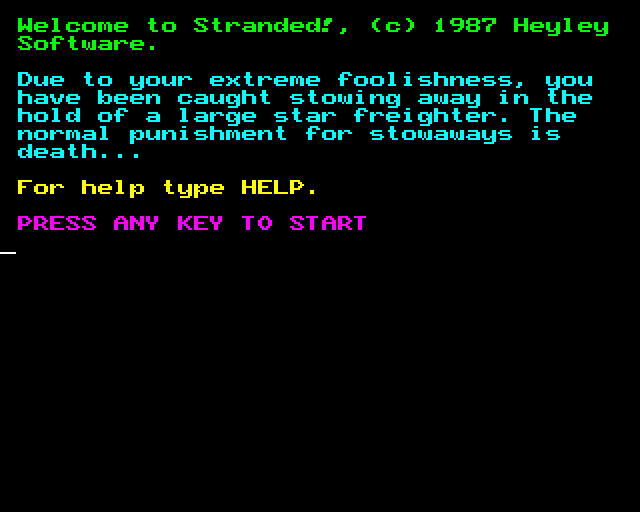 Welcome to Stranded!, (c) 1987 Heyley
Software.
Due to your extreme foolishness, you
have been caught stowing away in the
hold of a large star freighter. The
normal punishment for stowaways is
death...
For help type HELP.
PRESS ANY KEY TO START